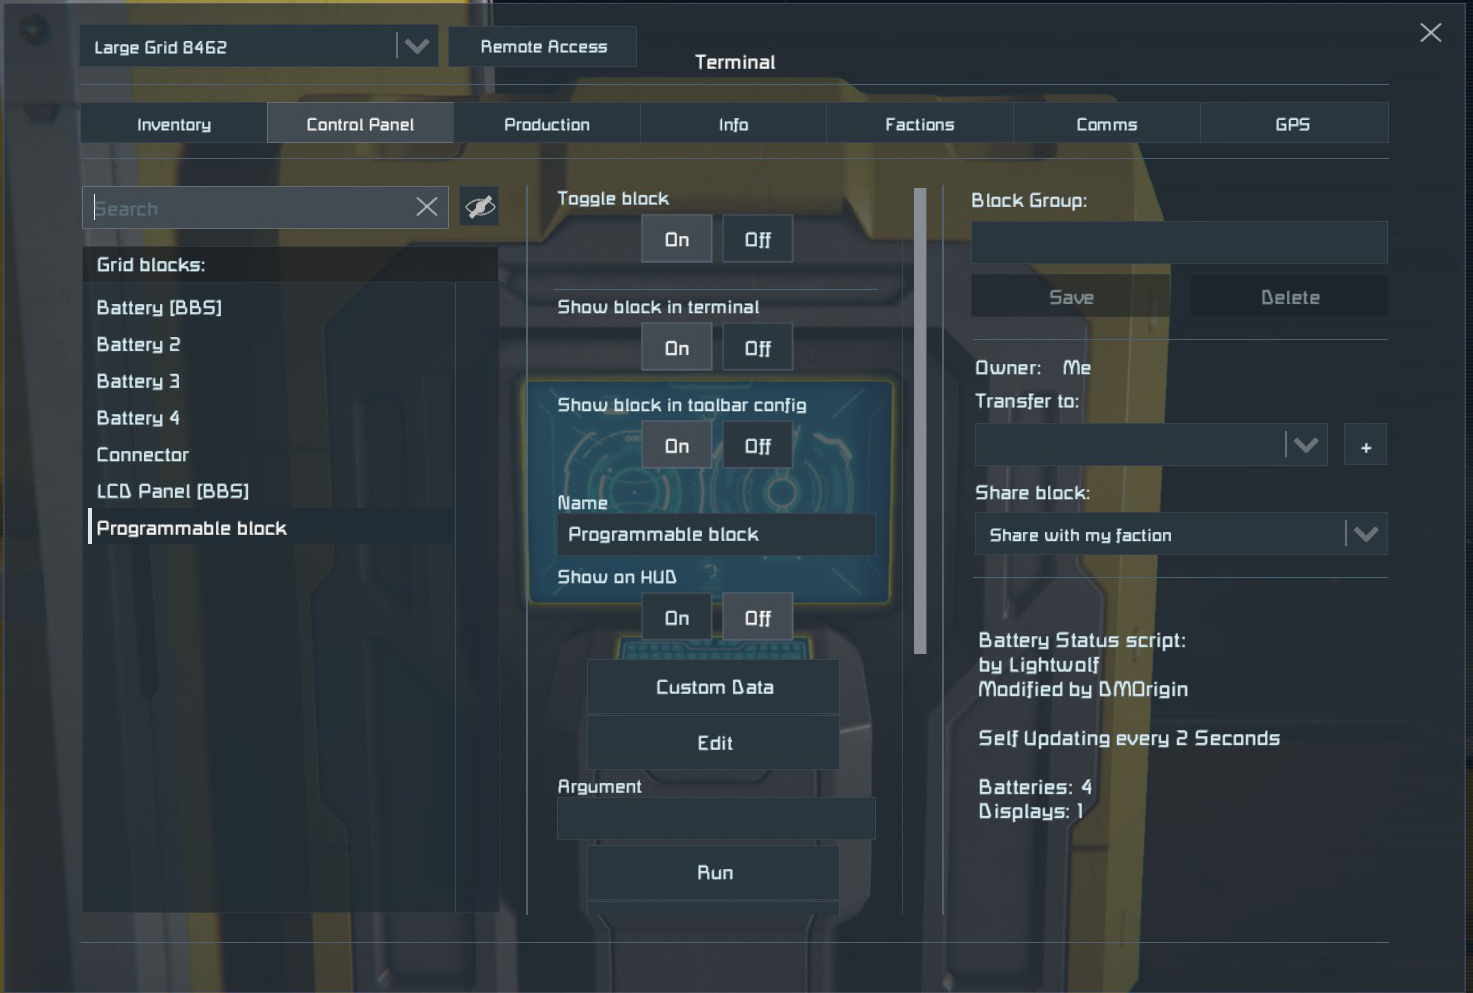 Large Grid 8462
Remote Access
Terminal
Inventory
Control Panel
Production
Info
Factions
Comms
GPS
Search
Grid blocks:
Battery [BBS]
Battery 2
Battery 3
Battery 4
Connector
LCD Panel [BBS]
Programmable block
Toggle block
On
Off
Show block in terminal
On
Off
Show block in toolbar config
On
Off
Name
Programmable block
Show on HUD
On
Off
Custom Data
Edit
Argument
Run
Block Group:
Save
Delete
Owner: Me
Transfer to:
+
Share block:
Share with my faction
Battery Status script:
by Lightwolf
Modified by DMOrigin
Self Updating every 2 Seconds
Batteries: 4
Displays: 1